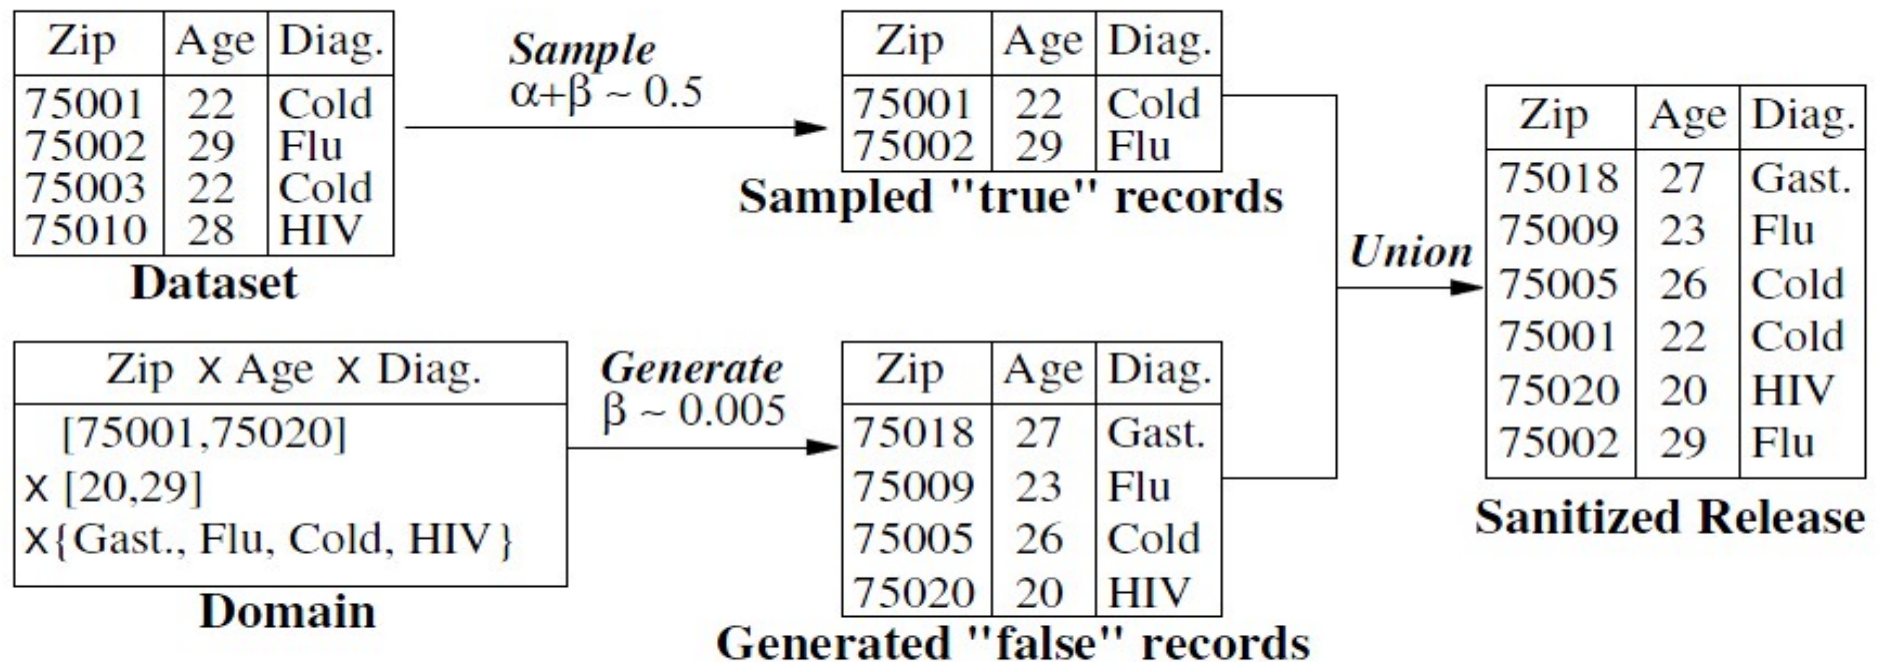 Zip Age Diag.
75001 22 Cold
75002 29 Flu
75003 22 Cold
75010 28 HIV
Dataset
Sample
α+β ~ 0.5
Zip Age Diag.
75001 22 Cold
75002 29 Flu
Sampled "true" records
Zip X Age X Diag.
[75001,75020]
X [20,29]
X{Gast., Flu, Cold, HIV}
Domain
Generate
β ~ 0.005
Zip Age Diag.
75018 27 Gast.
75009 23 Flu
75005 26 Cold
75020 20 HIV
Generated "false" records
Union
Zip Age Diag.
75018 27 Gast.
75009 23 Flu
75005 26 Cold
75001 22 Cold
75020 20 HIV
75002 29 Flu
Sanitized Release